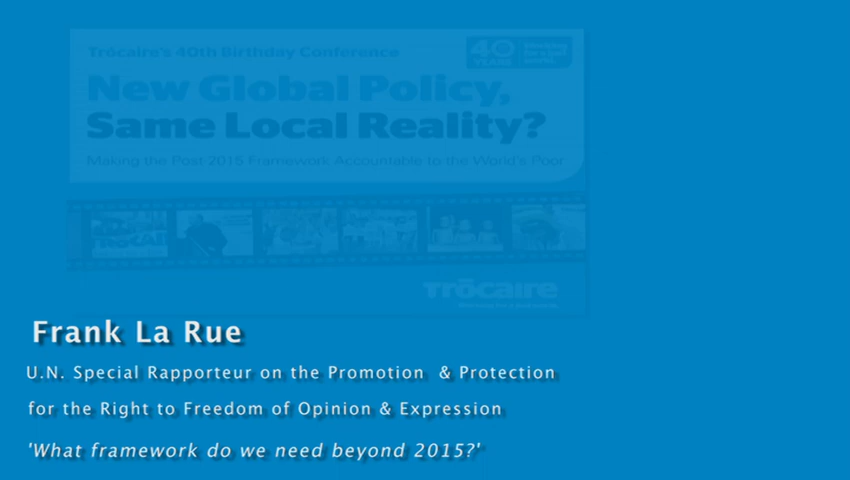 Trócaire's 40th Birthday Conference
40
YEARS
New Global Policy,
Same Local Reality?
Making the Post-2015 Framework Accountable to the World's Poor
Trócaire
Frank La Rue
U.N. Special Rapporteur on the Promotion & Protection
for the Right to Freedom of Opinion & Expression
'What framework do we need beyond 2015?'